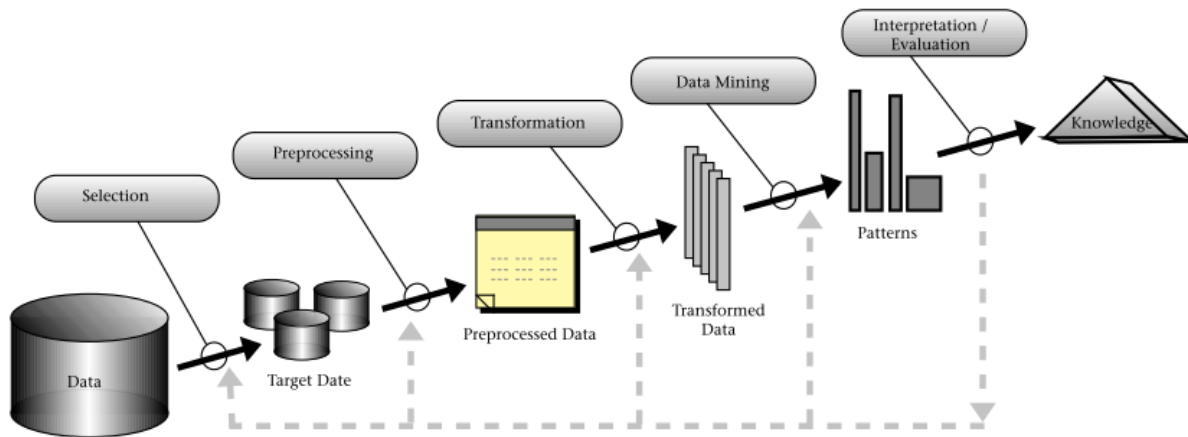 Interpretation /
Evaluation
Data Mining
Transformation
Preprocessing
Selection
Knowledge
Patterns
Transformed
Data
Preprocessed Data
Target Date
Data